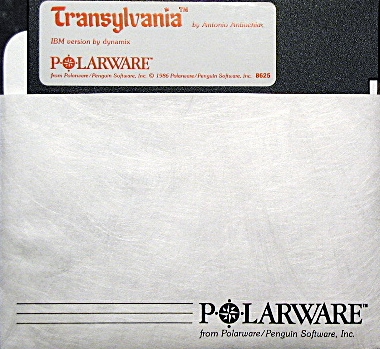 Transylvania™ by Antonio Antiochia
IBM version by dynamix
POLARWARE™
from Polarware/Penguin Software, Inc. © 1986 Polarware/Penguin Software, Inc. 8625
POLARWARE™
from Polarware/Penguin Software, Inc.